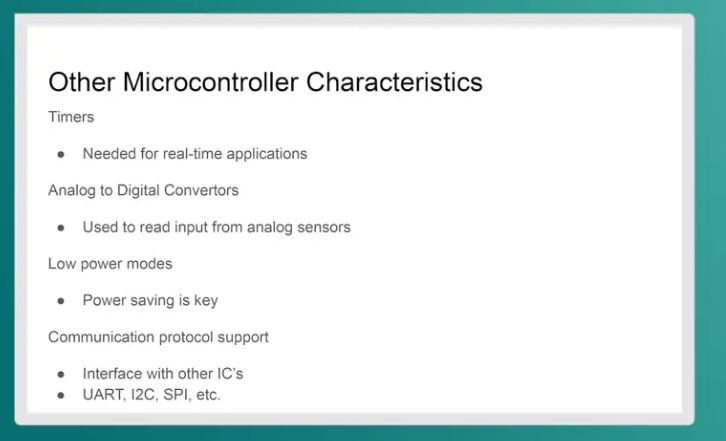 Other Microcontroller Characteristics
Timers
● Needed for real-time applications
Analog to Digital Convertors
● Used to read input from analog sensors
Low power modes
● Power saving is key
Communication protocol support
● Interface with other IC's
● UART, I2C, SPI, etc.